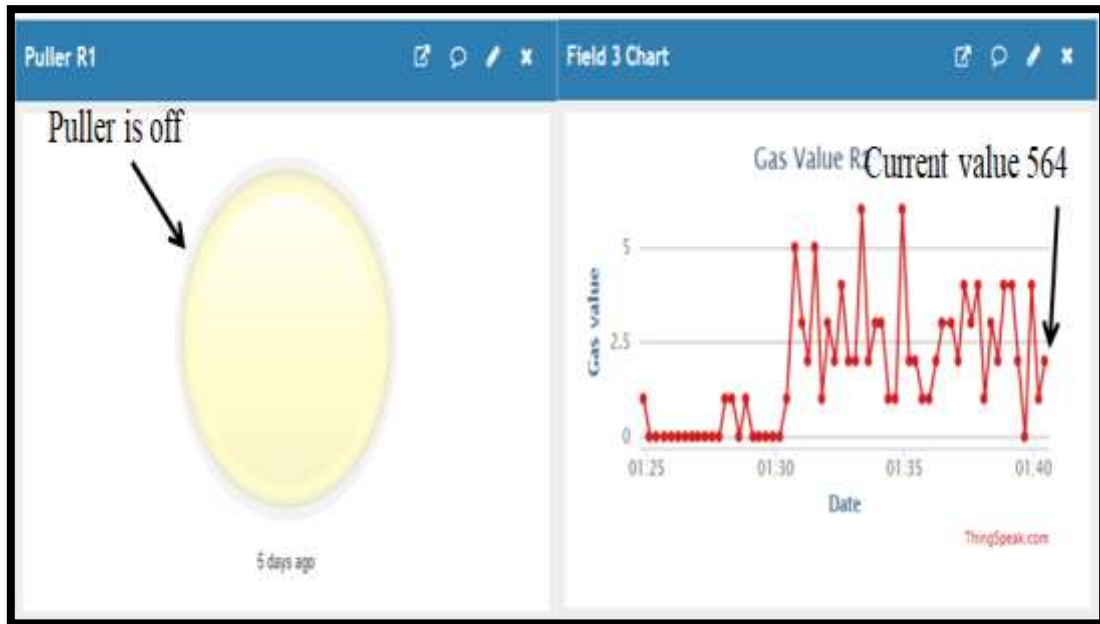 Puller R1
Puller is off
5 days ago
Field 3 Chart
Gas Value R
Current value 564
Gas value
5
2.5
0
01:25
01:30
01:35
01:40
Date
ThingSpeak.com